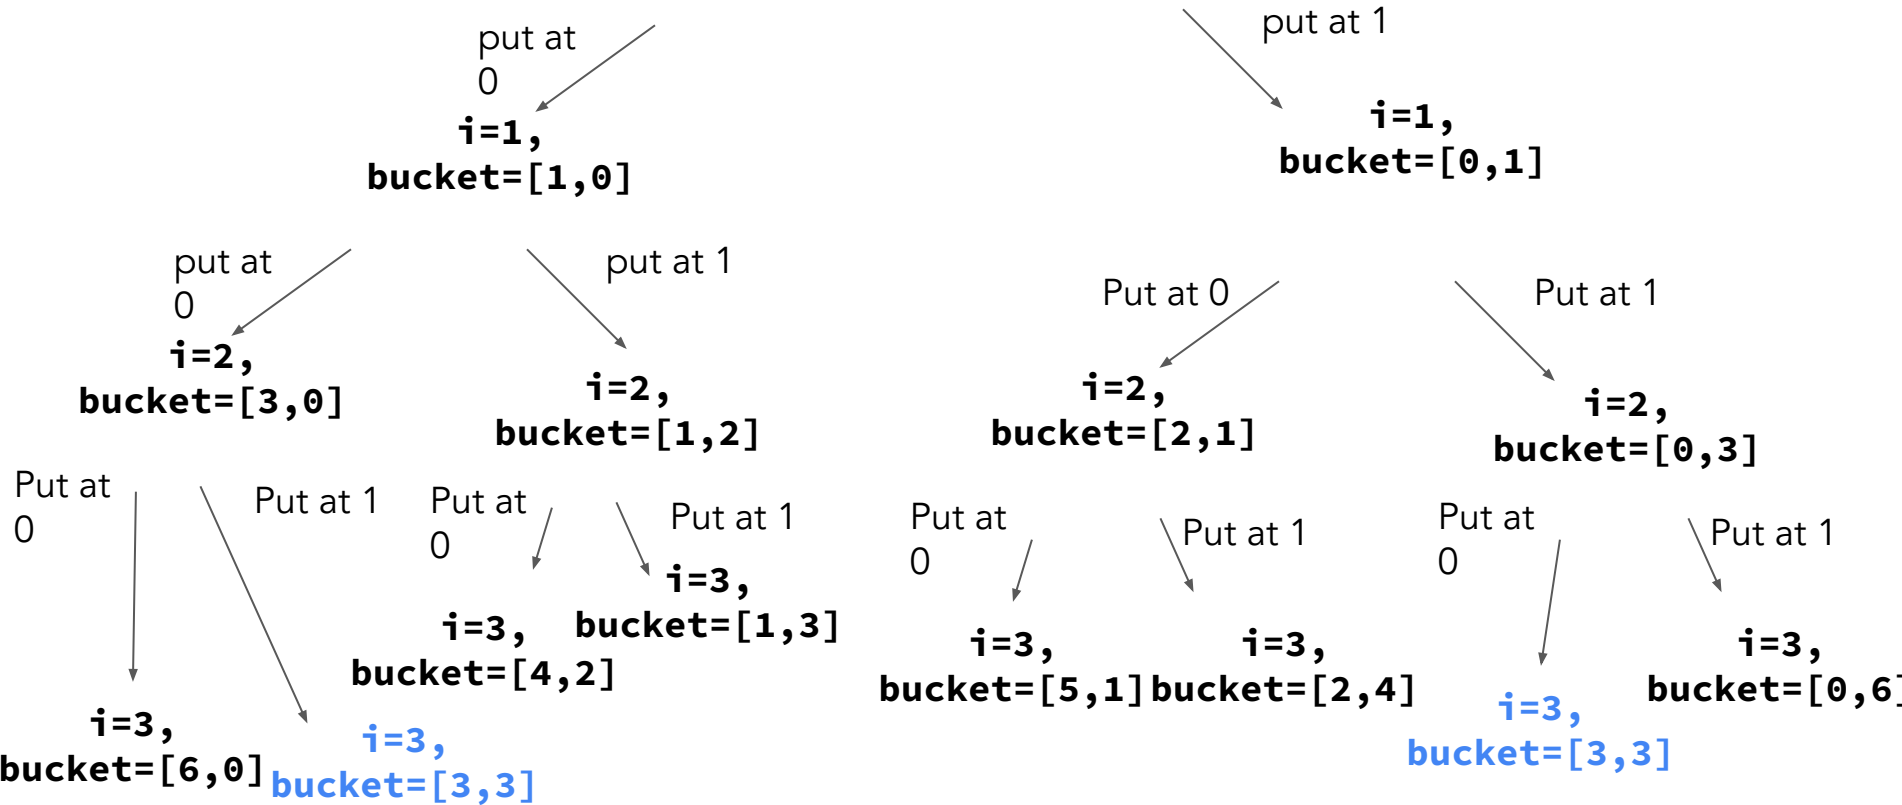 put at
0
put at 1
i=1,
bucket=[1,0]
i=1,
bucket=[0,1]
put at
0
put at 1
Put at 0
Put at 1
i=2,
bucket=[3,0]
i=2,
bucket=[1,2]
i=2,
bucket=[2,1]
i=2,
bucket=[0,3]
Put at
0
Put at 1
Put at
0
Put at 1
Put at
0
Put at 1
Put at
0
Put at 1
i=3,
bucket=[6,0]
i=3,
bucket=[3,3]
i=3,
bucket=[4,2]
i=3,
bucket=[1,3]
i=3,
bucket=[5,1]
i=3,
bucket=[2,4]
i=3,
bucket=[3,3]
i=3,
bucket=[0,6]